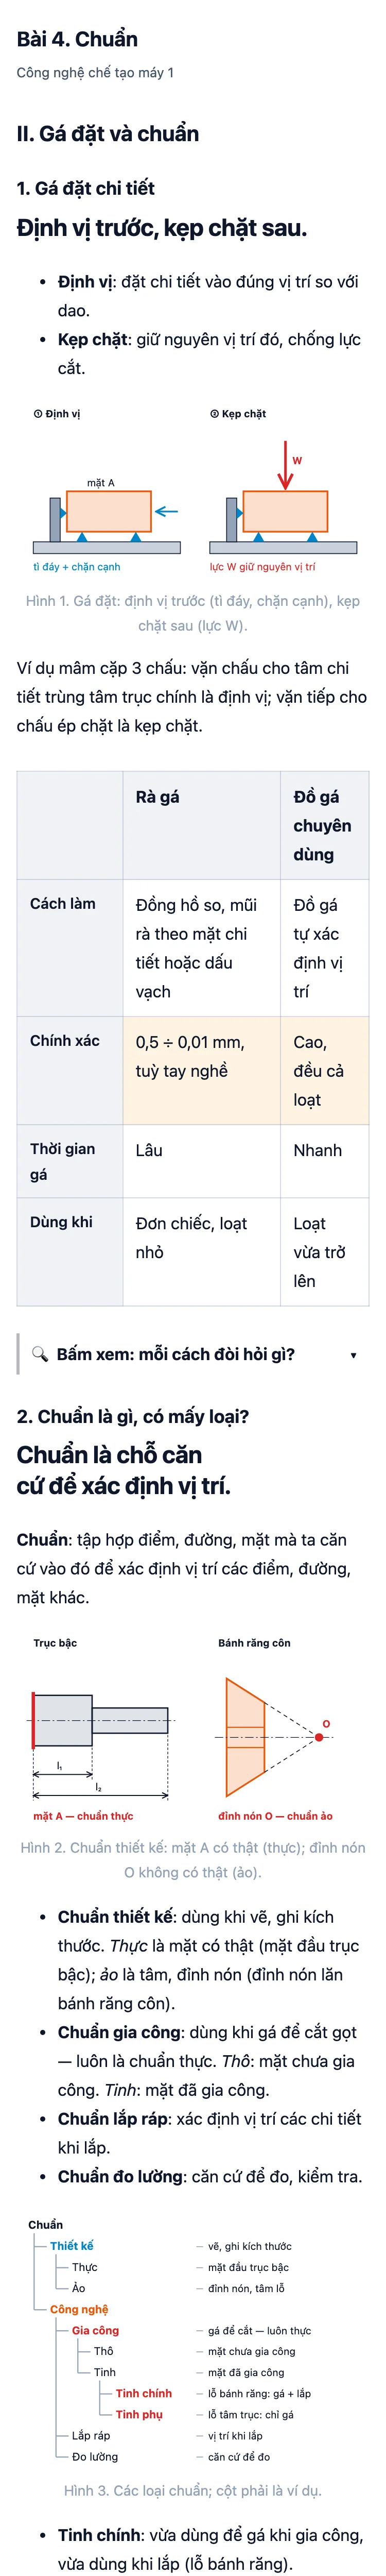 Bài 4. Chuẩn
Công nghệ chế tạo máy 1
II. Gá đặt và chuẩn
1. Gá đặt chi tiết
Định vị trước, kẹp chặt sau.
• Định vị: đặt chi tiết vào đúng vị trí so với
dao.
• Kẹp chặt: giữ nguyên vị trí đó, chống lực
cắt.
① Định vị
② Kẹp chặt
W
mặt A
tì đáy + chặn cạnh
lực W giữ nguyên vị trí
Hình 1. Gá đặt: định vị trước (tì đáy, chặn cạnh), kẹp
chặt sau (lực W).
Ví dụ mâm cặp 3 chấu: vặn chấu cho tâm chi
tiết trùng tâm trục chính là định vị; vặn tiếp cho
chấu ép chặt là kẹp chặt.
Rà gá
Đồ gá
chuyên
dùng
Cách làm
Đồng hồ so, mũi
rà theo mặt chi
tiết hoặc dấu
vạch
Đồ gá
tự xác
định vị
trí
Chính xác
0,5 ÷ 0,01 mm,
tuỳ tay nghề
Cao,
đều cả
loạt
Thời gian
gá
Lâu
Nhanh
Dùng khi
Đơn chiếc, loạt
nhỏ
Loạt
vừa trở
lên
🔍 Bấm xem: mỗi cách đòi hỏi gì? ▼
2. Chuẩn là gì, có mấy loại?
Chuẩn là chỗ căn
cứ để xác định vị trí.
Chuẩn: tập hợp điểm, đường, mặt mà ta căn
cứ vào đó để xác định vị trí các điểm, đường,
mặt khác.
Trục bậc
Bánh răng côn
O
l₁
l₂
mặt A — chuẩn thực
đỉnh nón O — chuẩn ảo
Hình 2. Chuẩn thiết kế: mặt A có thật (thực); đỉnh nón
O không có thật (ảo).
• Chuẩn thiết kế: dùng khi vẽ, ghi kích
thước. Thực là mặt có thật (mặt đầu trục
bậc); ảo là tâm, đỉnh nón (đỉnh nón lăn
bánh răng côn).
• Chuẩn gia công: dùng khi gá để cắt gọt
— luôn là chuẩn thực. Thô: mặt chưa gia
công. Tinh: mặt đã gia công.
• Chuẩn lắp ráp: xác định vị trí các chi tiết
khi lắp.
• Chuẩn đo lường: căn cứ để đo, kiểm tra.
Chuẩn
Thiết kế — vẽ, ghi kích thước
Thực — mặt đầu trục bậc
Ảo — đỉnh nón, tâm lỗ
Công nghệ
Gia công — gá để cắt — luôn thực
Thô — mặt chưa gia công
Tinh — mặt đã gia công
Tinh chính — lỗ bánh răng: gá + lắp
Tinh phụ — lỗ tâm trục: chỉ gá
Lắp ráp — vị trí khi lắp
Đo lường — căn cứ để đo
Hình 3. Các loại chuẩn; cột phải là ví dụ.
• Tinh chính: vừa dùng để gá khi gia công,
vừa dùng khi lắp (lỗ bánh răng).